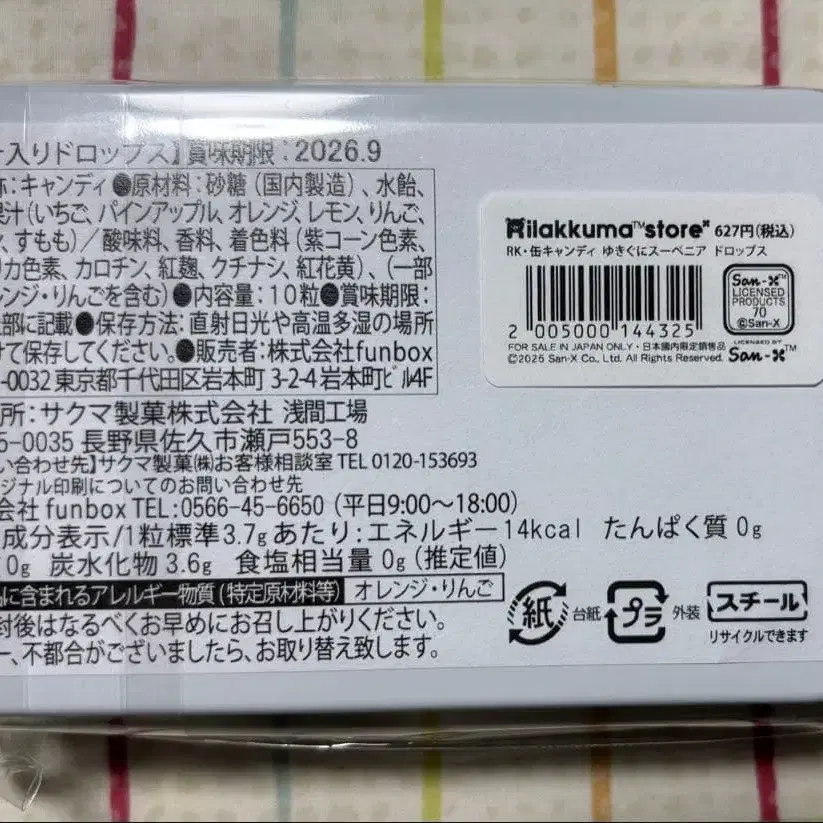 入りドロップス】賞味期限：2026.9
称：キャンディ●原材料：砂糖（国内製造）、水飴、
果汁（いちご、パインアップル、オレンジ、レモン、りんご、
、すもも）／酸味料、香料、着色料（紫コーン色素、
リカ色素、カロチン、紅麹、クチナシ、紅花黄）、（一部
レンジ・りんごを含む）●内容量：10粒●賞味期限：
部に記載●保存方法：直射日光や高温多湿の場所
けて保存してください。●販売者：株式会社funbox
-0032 東京都千代田区岩本町 3-2-4 岩本町ビル4F
所：サクマ製菓株式会社 浅間工場
5-0035 長野県佐久市瀬戸553-8
い合わせ先】サクマ製菓㈱お客様相談室 TEL 0120-153693
ジナル印刷についてのお問い合わせ先
会社 funbox TEL：0566-45-6650（平日9:00〜18:00）
成分表示/1粒標準3.7gあたり：エネルギー14kcal たんぱく質 0g
0g 炭水化物 3.6g 食塩相当量 0g（推定値）
に含まれるアレルギー物質（特定原材料等） オレンジ・りんご
封後はなるべくお早めにお召し上がりください。
一、不都合がございましたら、お取り替え致します。
Rilakkuma™ store 627円(税込)
RK・缶キャンディ ゆきぐにスーベニア ドロップス
2 005000 144325
San-X™
LICENSED
PRODUCTS
70
©San-X
FOR SALE IN JAPAN ONLY・日本国内限定販売品
©2025 San-X Co., Ltd. All Rights Reserved.
LICENSED BY
San-X™
紙 台紙 プラ 外装 スチール
リサイクルできます